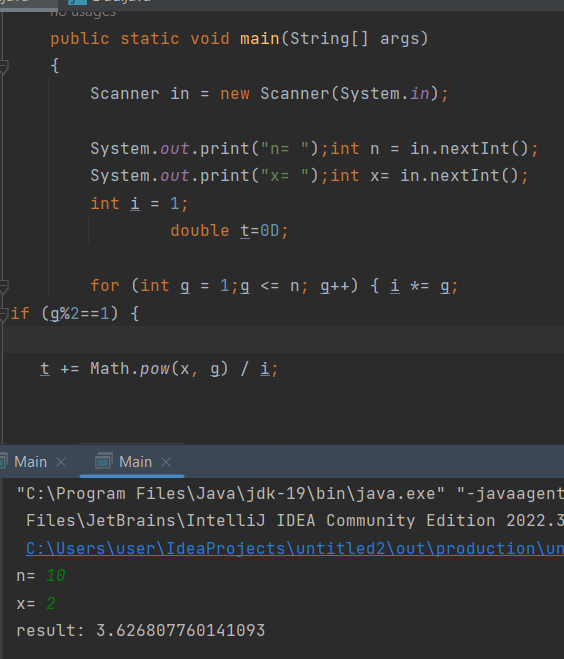 no usages
public static void main(String[] args)
{
Scanner in = new Scanner(System.in);
System.out.print("n= ");int n = in.nextInt();
System.out.print("x= ");int x= in.nextInt();
int i = 1;
double t=0D;
for (int g = 1;g <= n; g++) { i *= g;
if (g%2==1) {
t += Math.pow(x, g) / i;
Main × Main ×
"C:\Program Files\Java\jdk-19\bin\java.exe" "-javaagent
Files\JetBrains\IntelliJ IDEA Community Edition 2022.3
C:\Users\user\IdeaProjects\untitled2\out\production\un
n= 10
x= 2
result: 3.626807760141093